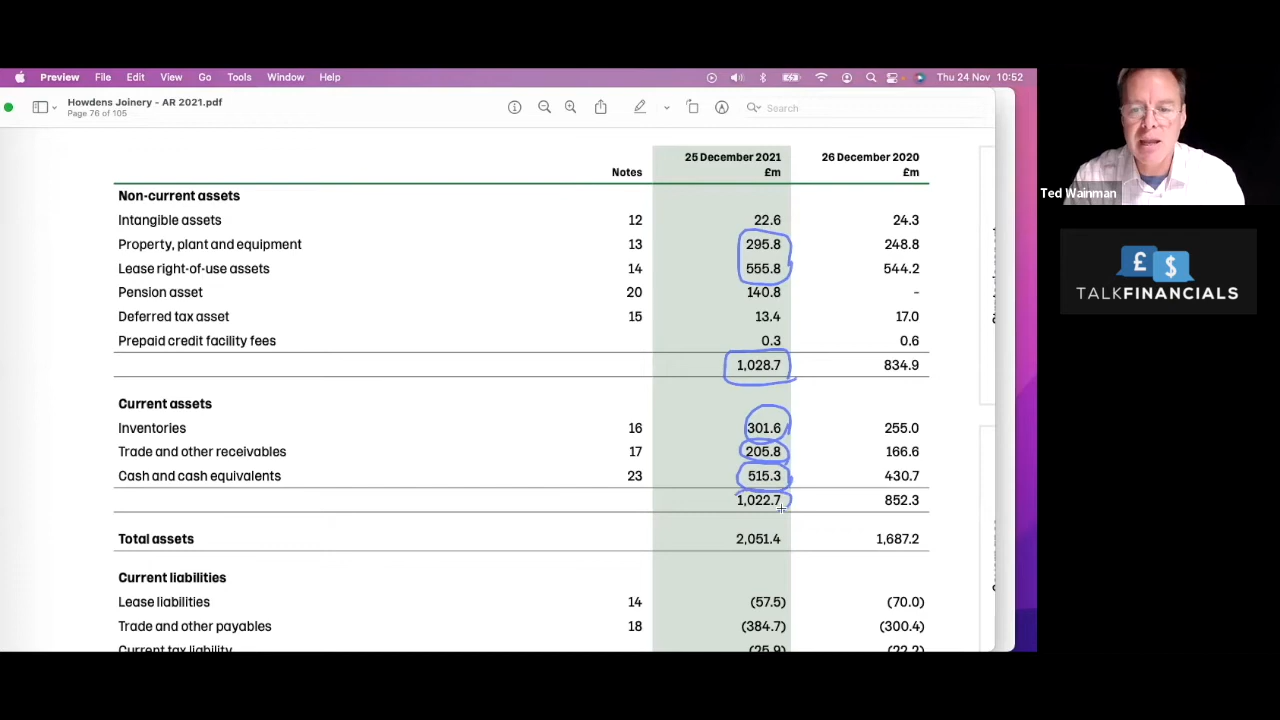 Preview File Edit View Go Tools Window Help Thu 24 Nov 10:52
Howdens Joinery - AR 2021.pdf
Page 76 of 105
Search
25 December 2021 26 December 2020
Notes £m £m
Non-current assets
Intangible assets 12 22.6 24.3
Property, plant and equipment 13 295.8 248.8
Lease right-of-use assets 14 555.8 544.2
Pension asset 20 140.8 -
Deferred tax asset 15 13.4 17.0
Prepaid credit facility fees 0.3 0.6
1,028.7 834.9
Current assets
Inventories 16 301.6 255.0
Trade and other receivables 17 205.8 166.6
Cash and cash equivalents 23 515.3 430.7
1,022.7 852.3
Total assets 2,051.4 1,687.2
Current liabilities
Lease liabilities 14 (57.5) (70.0)
Trade and other payables 18 (384.7) (300.4)
Current tax liability (25.9) (22.2)
Ted Wainman
£ $
TALKFINANCIALS